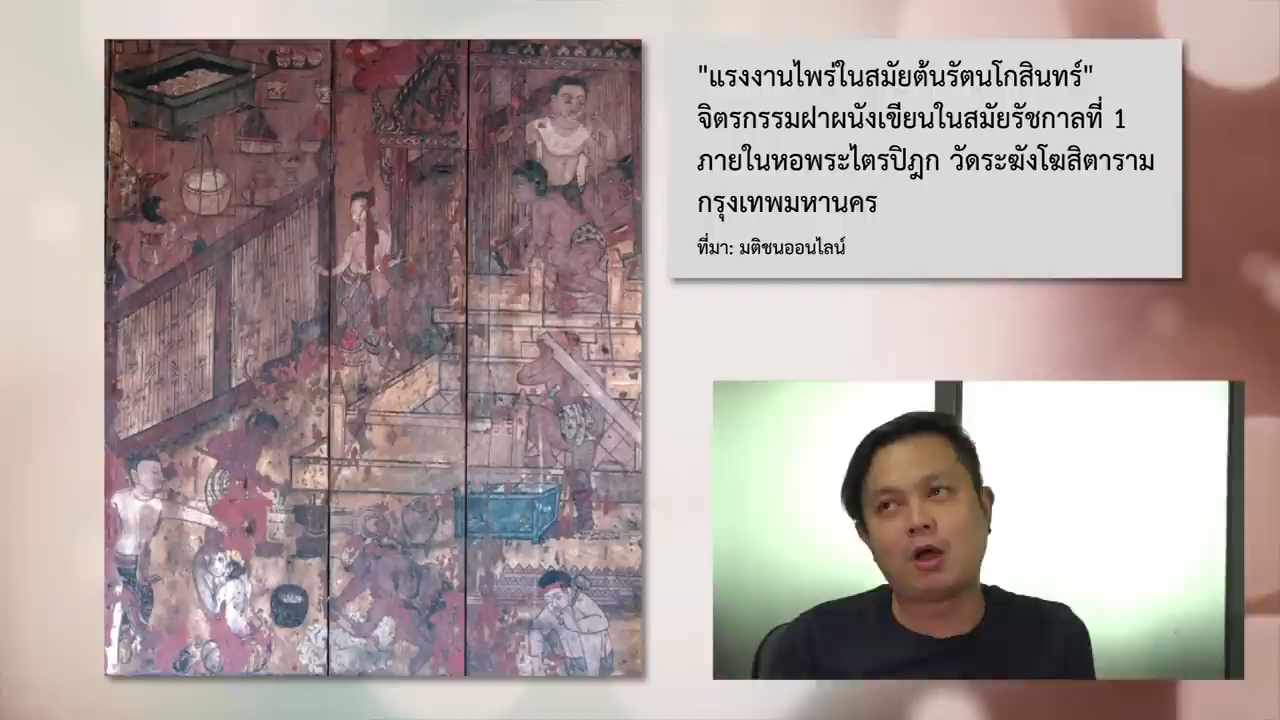 "แรงงานไพร่ในสมัยต้นรัตนโกสินทร์"
จิตรกรรมฝาผนังเขียนในสมัยรัชกาลที่ 1
ภายในหอพระไตรปิฎก วัดระฆังโฆสิตาราม
กรุงเทพมหานคร
ที่มา: มติชนออนไลน์